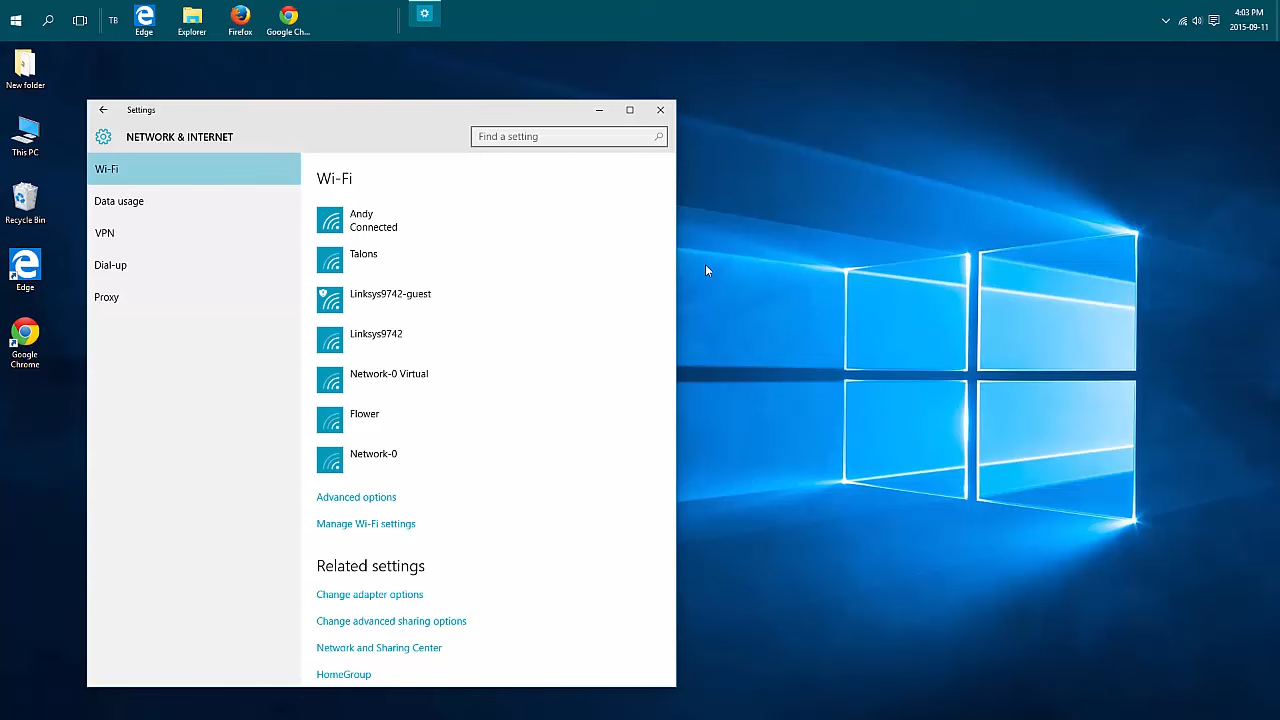 TB
Edge
Explorer
Firefox
Google Ch...
4:03 PM
2015-09-11
New folder
This PC
Recycle Bin
Edge
Google
Chrome
Settings
NETWORK & INTERNET
Find a setting
Wi-Fi
Data usage
VPN
Dial-up
Proxy
Wi-Fi
Andy
Connected
Talons
Linksys9742-guest
Linksys9742
Network-0 Virtual
Flower
Network-0
Advanced options
Manage Wi-Fi settings
Related settings
Change adapter options
Change advanced sharing options
Network and Sharing Center
HomeGroup